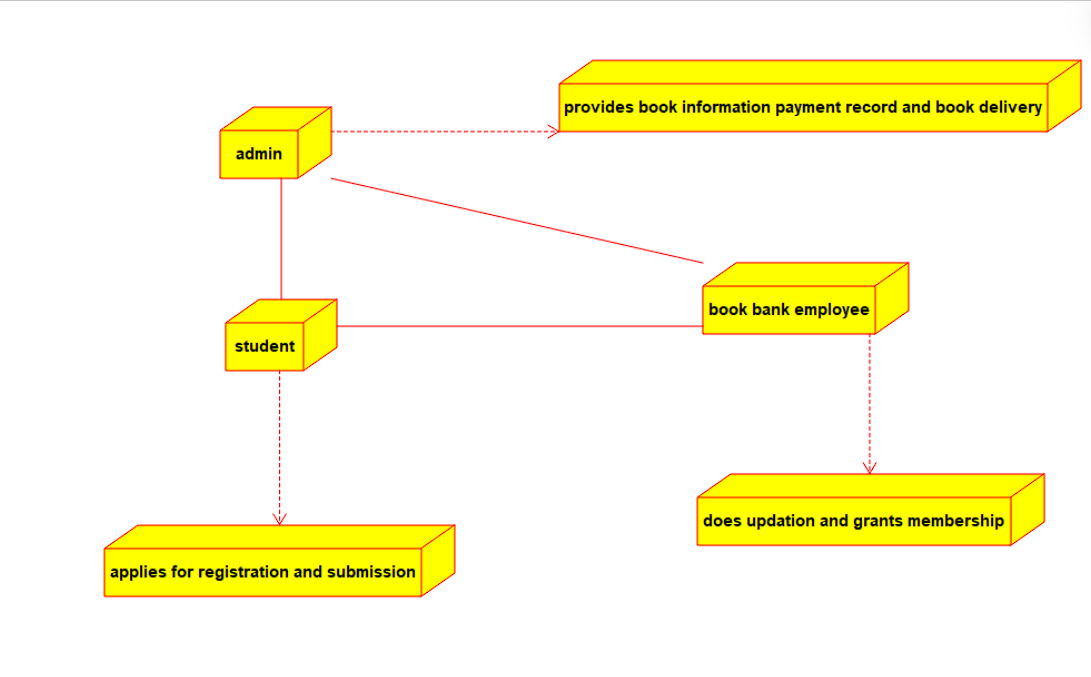 provides book information payment record and book delivery
admin
book bank employee
student
does updation and grants membership
applies for registration and submission